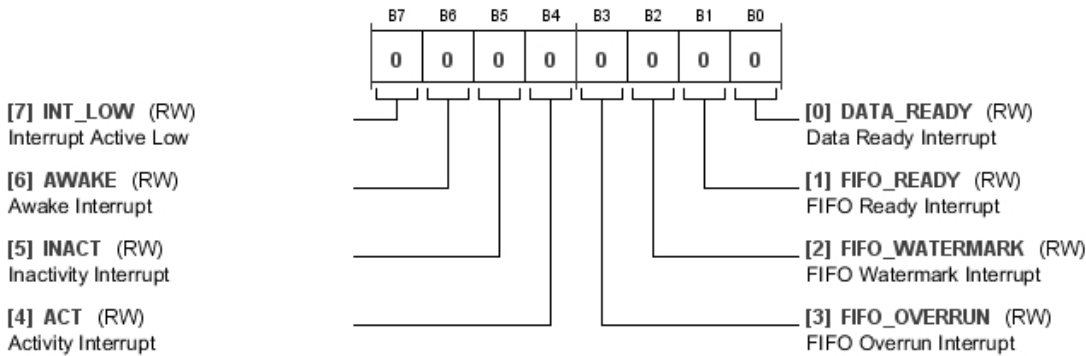 B7 B6 B5 B4 B3 B2 B1 B0
0 0 0 0 0 0 0 0
[7] INT_LOW (RW)
Interrupt Active Low
[6] AWAKE (RW)
Awake Interrupt
[5] INACT (RW)
Inactivity Interrupt
[4] ACT (RW)
Activity Interrupt
[0] DATA_READY (RW)
Data Ready Interrupt
[1] FIFO_READY (RW)
FIFO Ready Interrupt
[2] FIFO_WATERMARK (RW)
FIFO Watermark Interrupt
[3] FIFO_OVERRUN (RW)
FIFO Overrun Interrupt